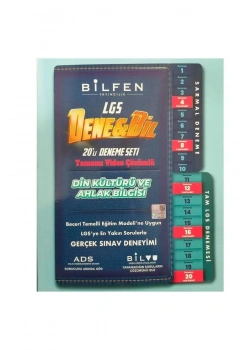 BİLFEN
YAYINCILIK
LGS
DENE&BİL
20'Lİ DENEME SETİ
Tamamı Video Çözümlü
DİN KÜLTÜRÜ VE
AHLAK BİLGİSİ
Beceri Temelli Eğitim Modeli'ne Uygun
LGS'ye En Yakın Sorularla
GERÇEK SINAV DENEYİMİ
ADS
BİLVÜ
SARMAL DENEME
1
2
3
4
5
6
7
8
9
10
TAM LGS DENEMESİ
11
12
13
14
15
16
17
18
19
20